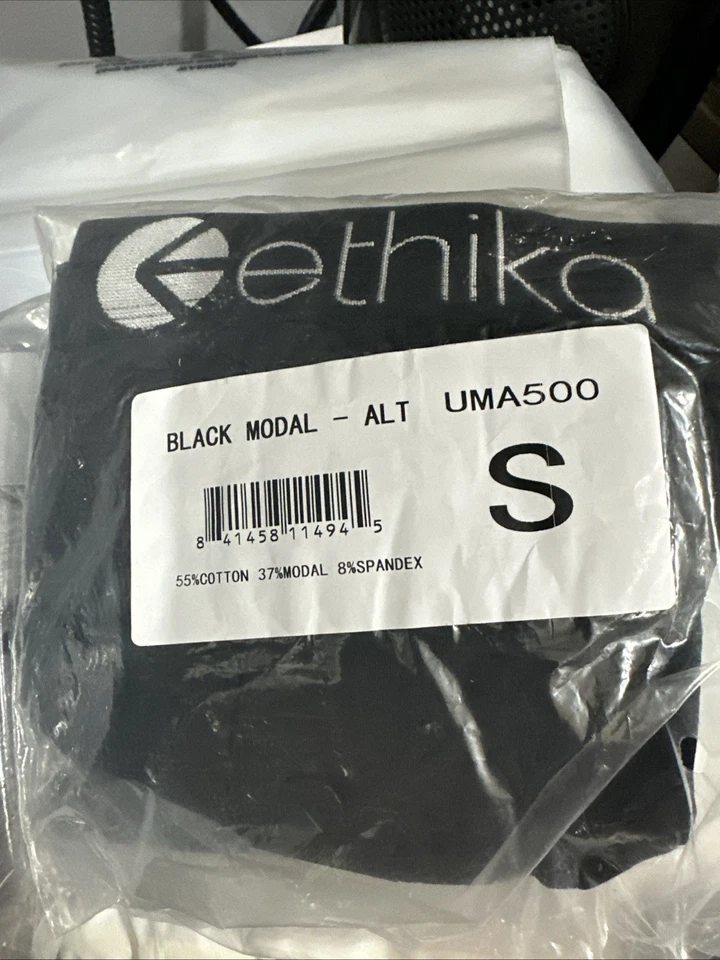 ethika
BLACK MODAL - ALT UMA500
S
8 41458 11494 5
55%COTTON 37%MODAL 8%SPANDEX